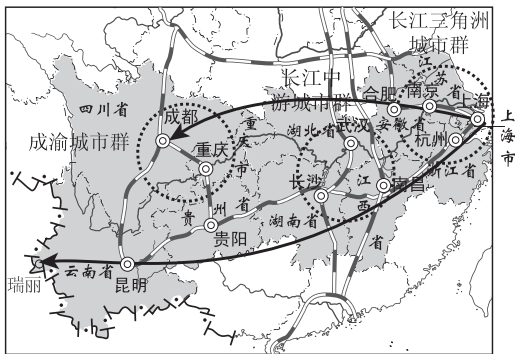 长江三角洲
城市群
江
苏
省
长江中
游城市群
合肥
南京
上海
上
海
市
四川省
成都
成渝城市群
重庆
重
庆
市
湖北省
武汉
安徽省
杭州
浙江省
长沙
南昌
江
西
省
贵
州
省
贵阳
湖南省
云南省
昆明
瑞丽